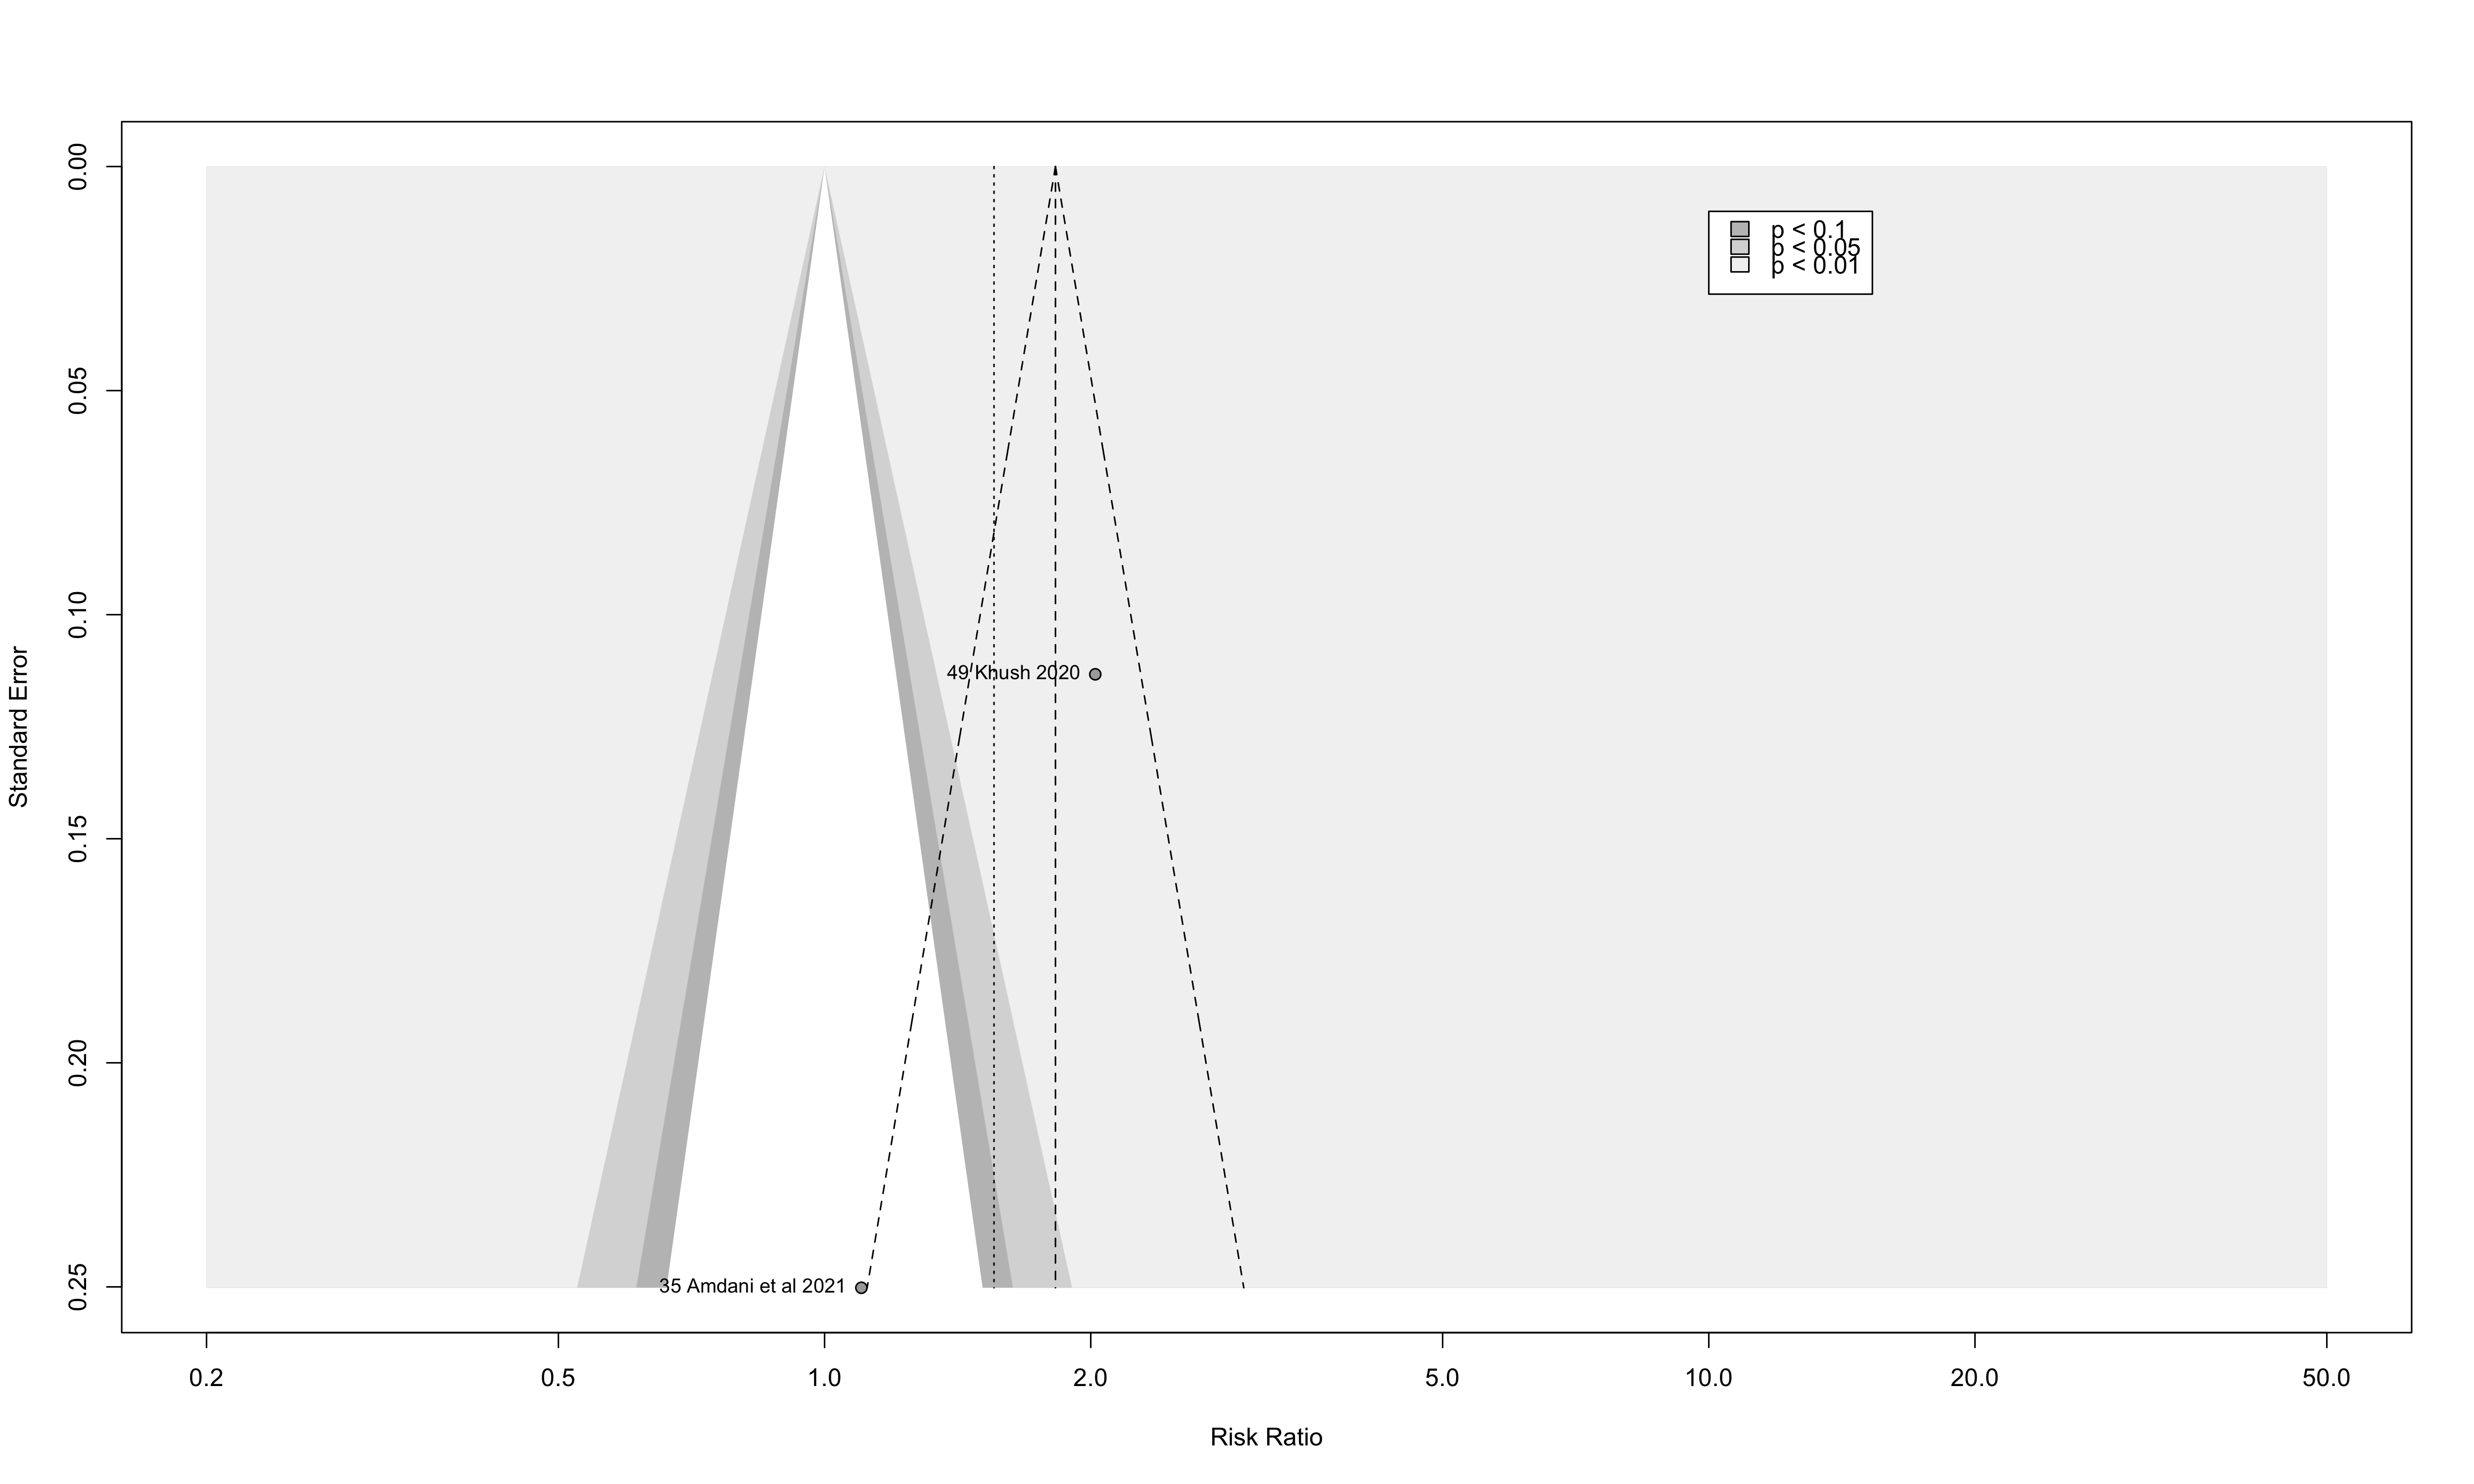 0.00
0.05
0.10
0.15
0.20
0.25
Standard Error
p < 0.1
p < 0.05
p < 0.01
49 Khush 2020
35 Amdani et al 2021
0.2 0.5 1.0 2.0 5.0 10.0 20.0 50.0
Risk Ratio